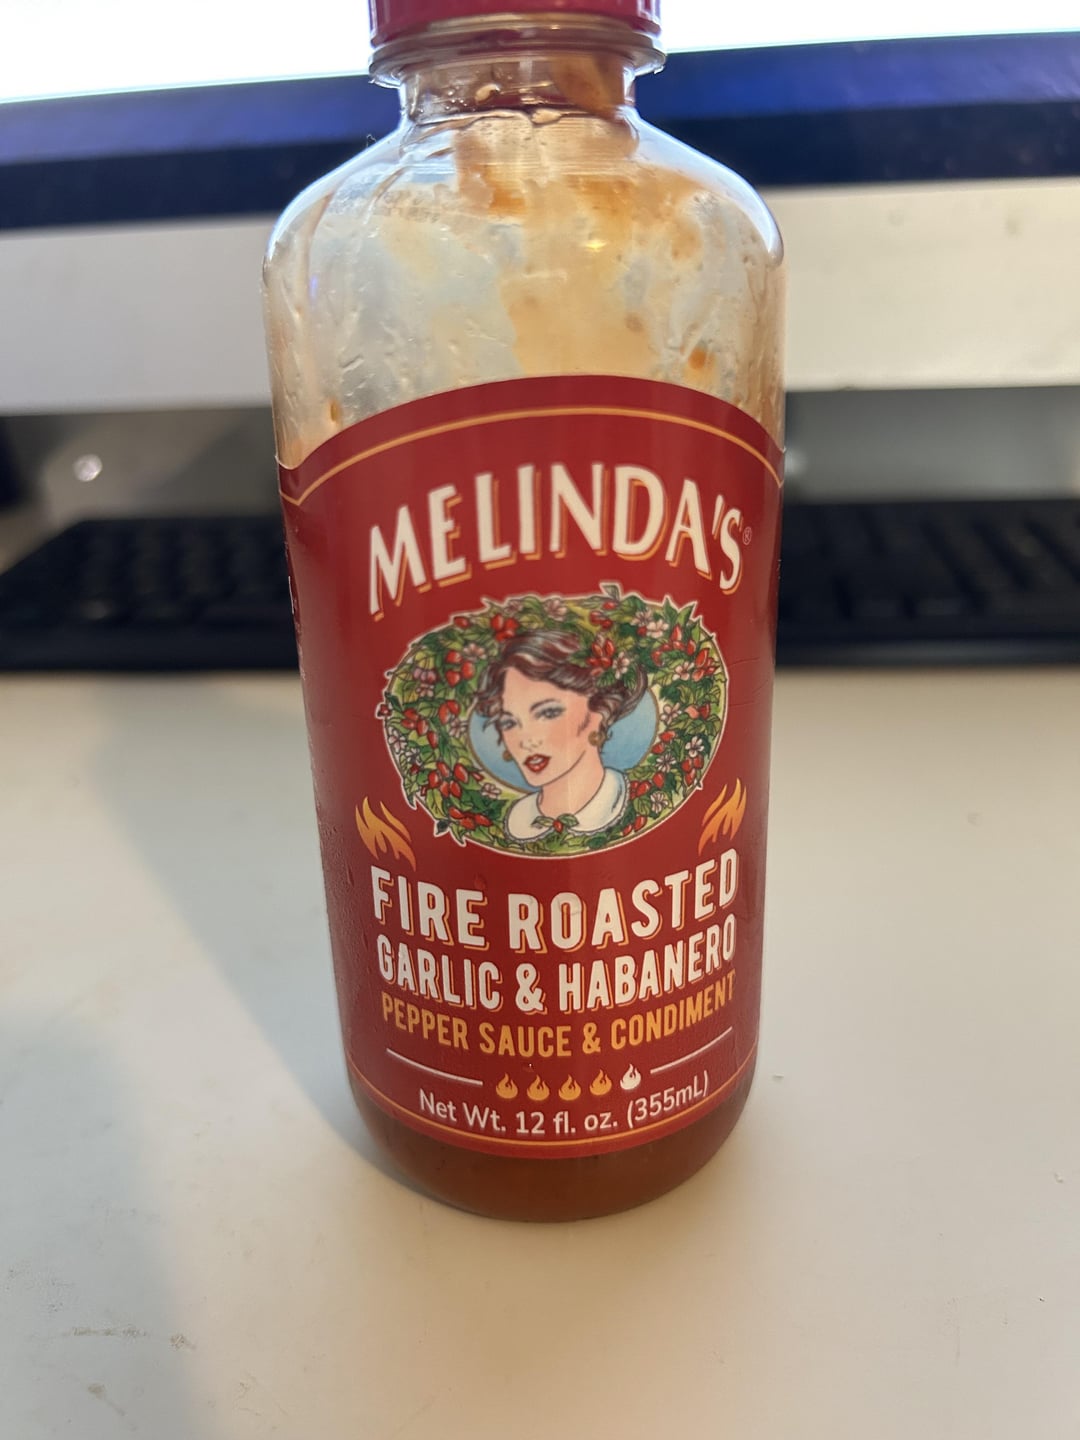 MELINDA'S®
FIRE ROASTED
GARLIC & HABANERO
PEPPER SAUCE & CONDIMENT
Net Wt. 12 fl. oz. (355mL)